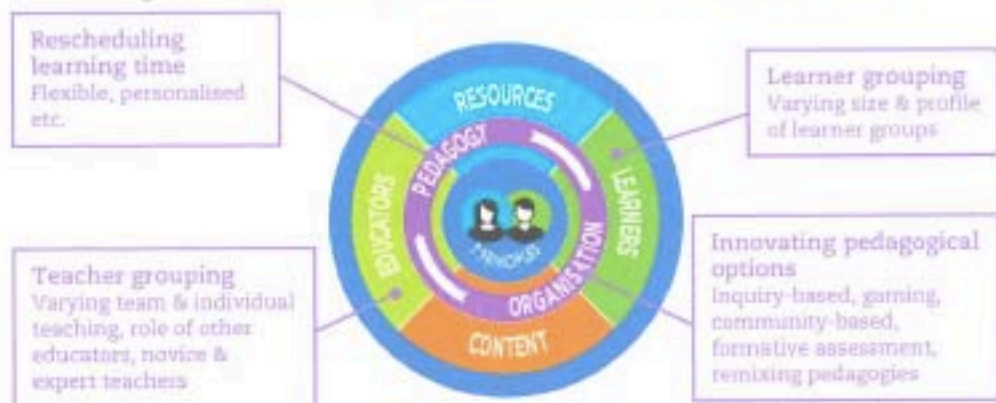 Rescheduling
learning time
Flexible, personalised
etc.
RESOURCES
Learner grouping
Varying size & profile
of learner groups
PEDAGOGY
EDUCATORS
LEARNERS
ORGANISATION
CONTENT
Teacher grouping
Varying team & individual
teaching, role of other
educators, novice &
expert teachers
Innovating pedagogical
options
Inquiry-based, gaming,
community-based,
formative assessment,
remixing pedagogies